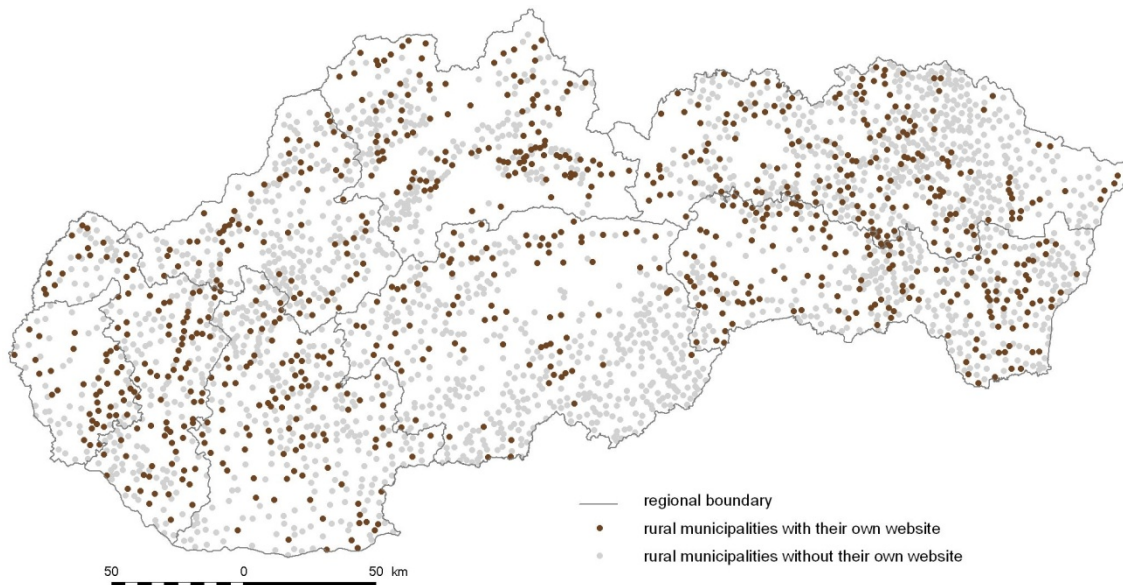 regional boundary
rural municipalities with their own website
rural municipalities without their own website
50 0 50 km